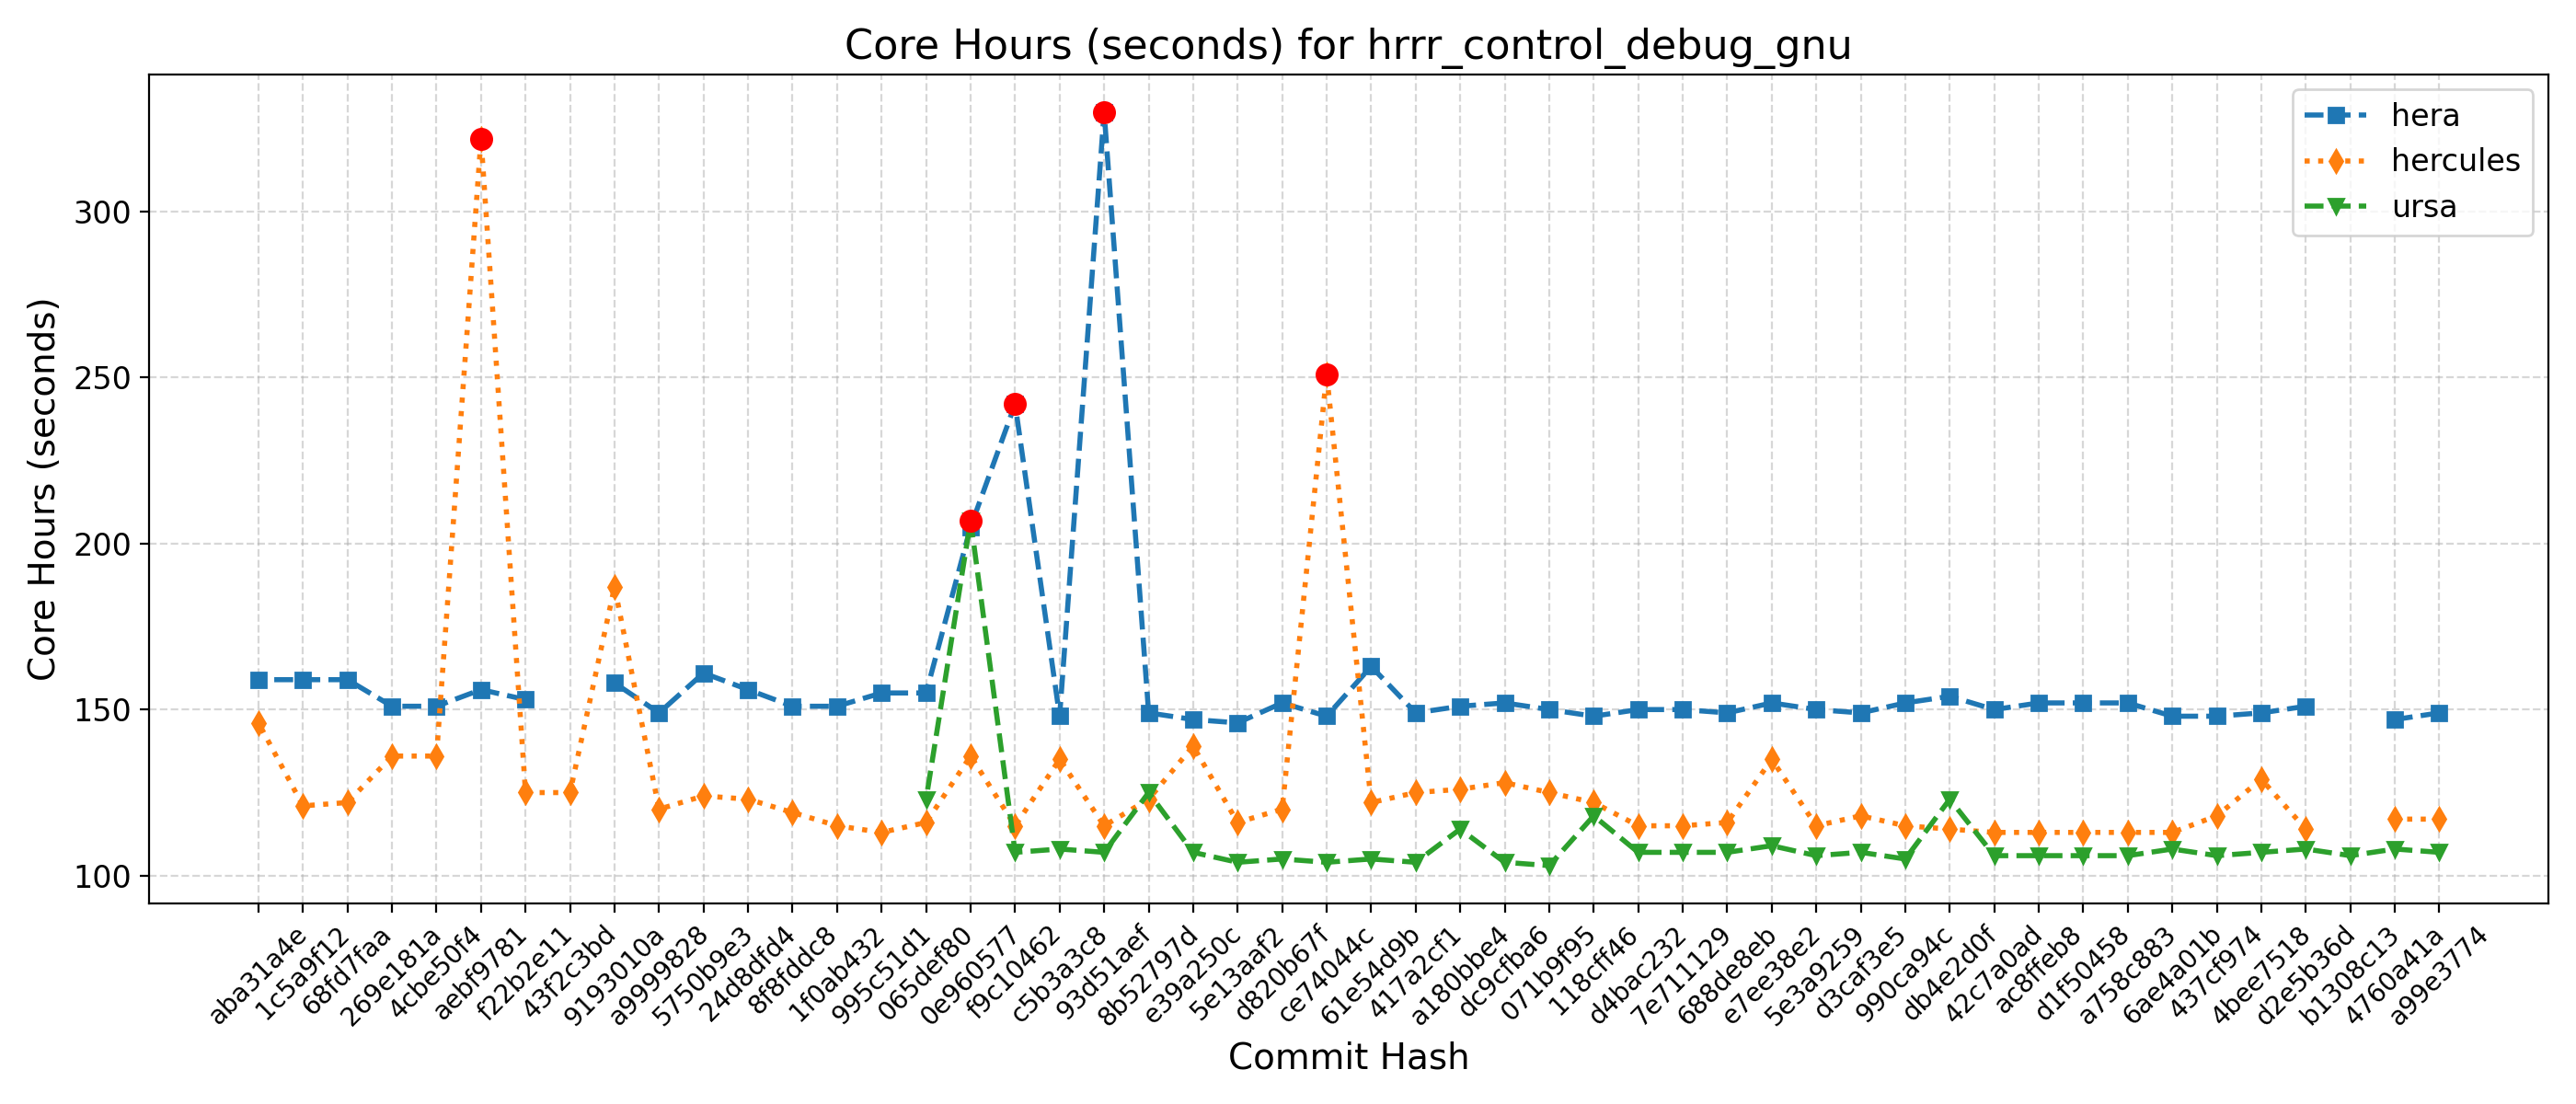 Core Hours (seconds) for hrrr_control_debug_gnu
hera
hercules
ursa
Core Hours (seconds)
300
250
200
150
100
aba31a4e
1c5a9f12
68fd7faa
269e181a
4cbe50f4
aebf9781
f22b2e11
43f2c3bd
9193010a
a9999828
5750b9e3
24d8dfd4
8f8fddc8
1f0ab432
995c51d1
065def80
0e960577
f9c10462
c5b3a3c8
93d51aef
8b52797d
e39a250c
5e13aaf2
d820b67f
ce74044c
61e54d9b
417a2cf1
a180bbe4
dc9cfba6
071b9f95
118cff46
d4bac232
7e711129
688de8eb
e7ee38e2
5e3a9259
d3caf3e5
990ca94c
db4e2d0f
42c7a0ad
ac8ffeb8
d1f50458
a758c883
6ae4a01b
437cf974
4bee7518
d2e5b36d
b1308c13
4760a41a
a99e3774
Commit Hash